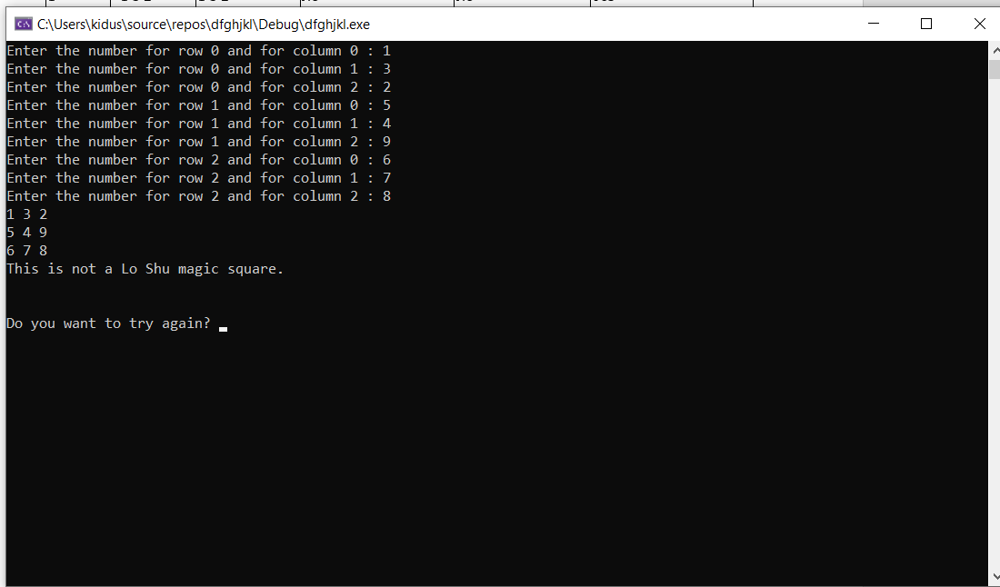 C:\Users\kidus\source\repos\dfghjkl\Debug\dfghjkl.exe
Enter the number for row 0 and for column 0 : 1
Enter the number for row 0 and for column 1 : 3
Enter the number for row 0 and for column 2 : 2
Enter the number for row 1 and for column 0 : 5
Enter the number for row 1 and for column 1 : 4
Enter the number for row 1 and for column 2 : 9
Enter the number for row 2 and for column 0 : 6
Enter the number for row 2 and for column 1 : 7
Enter the number for row 2 and for column 2 : 8
1 3 2
5 4 9
6 7 8
This is not a Lo Shu magic square.
Do you want to try again?